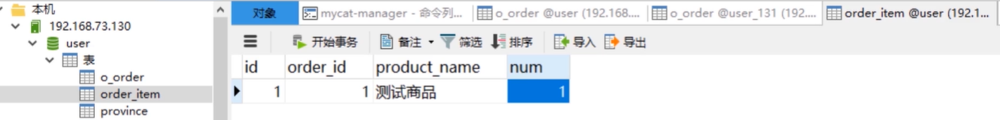 本机
192.168.73.130
user
表
o_order
order_item
province
对象 mycat-manager - 命令列... o_order @user (192.168.... o_order @user_131 (192.... order_item @user (192.1...
开始事务 备注 筛选 排序 导入 导出
id order_id product_name num
1 1 测试商品 1